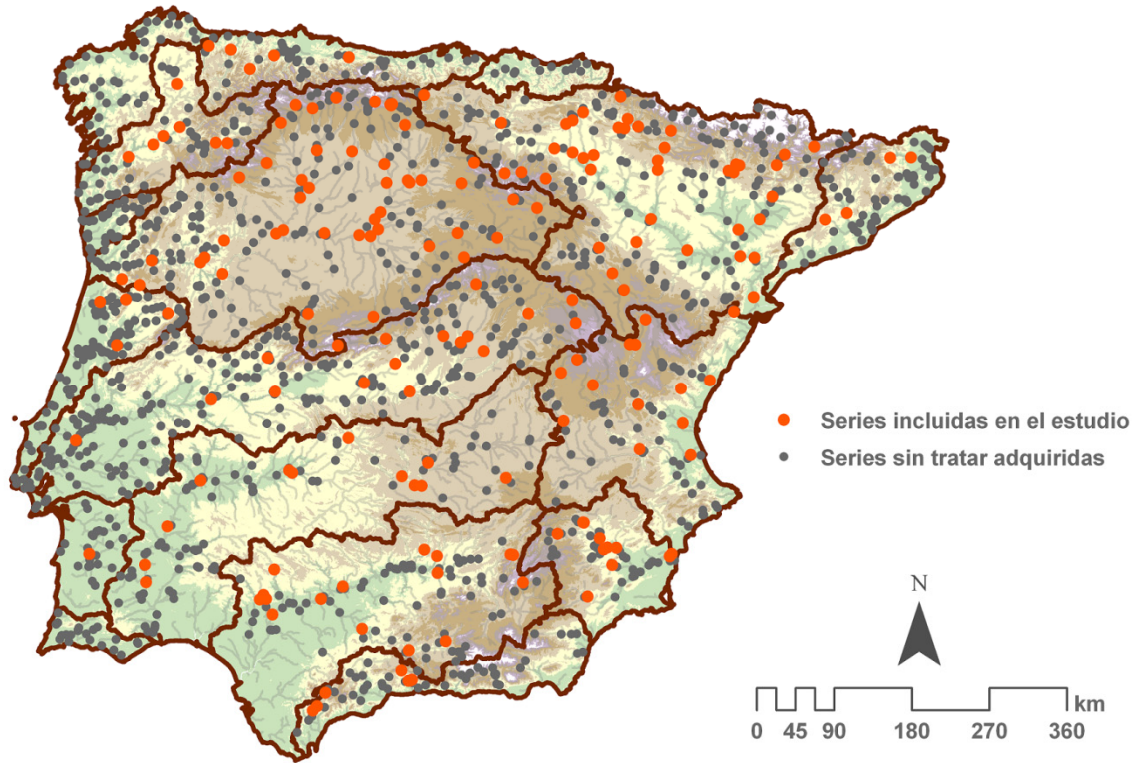 Series incluidas en el estudio
Series sin tratar adquiridas
N
km
0 45 90 180 270 360